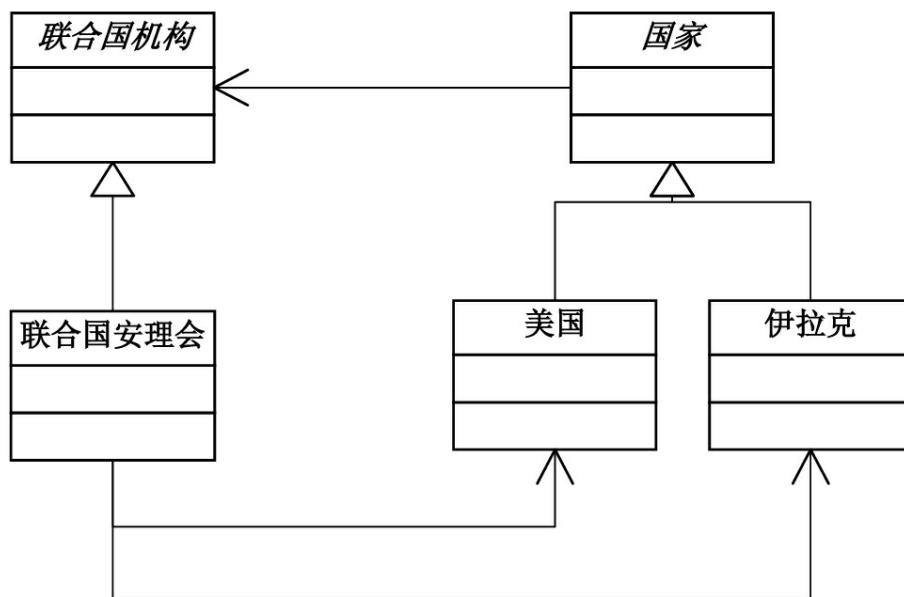 联合国机构
国家
联合国安理会
美国
伊拉克